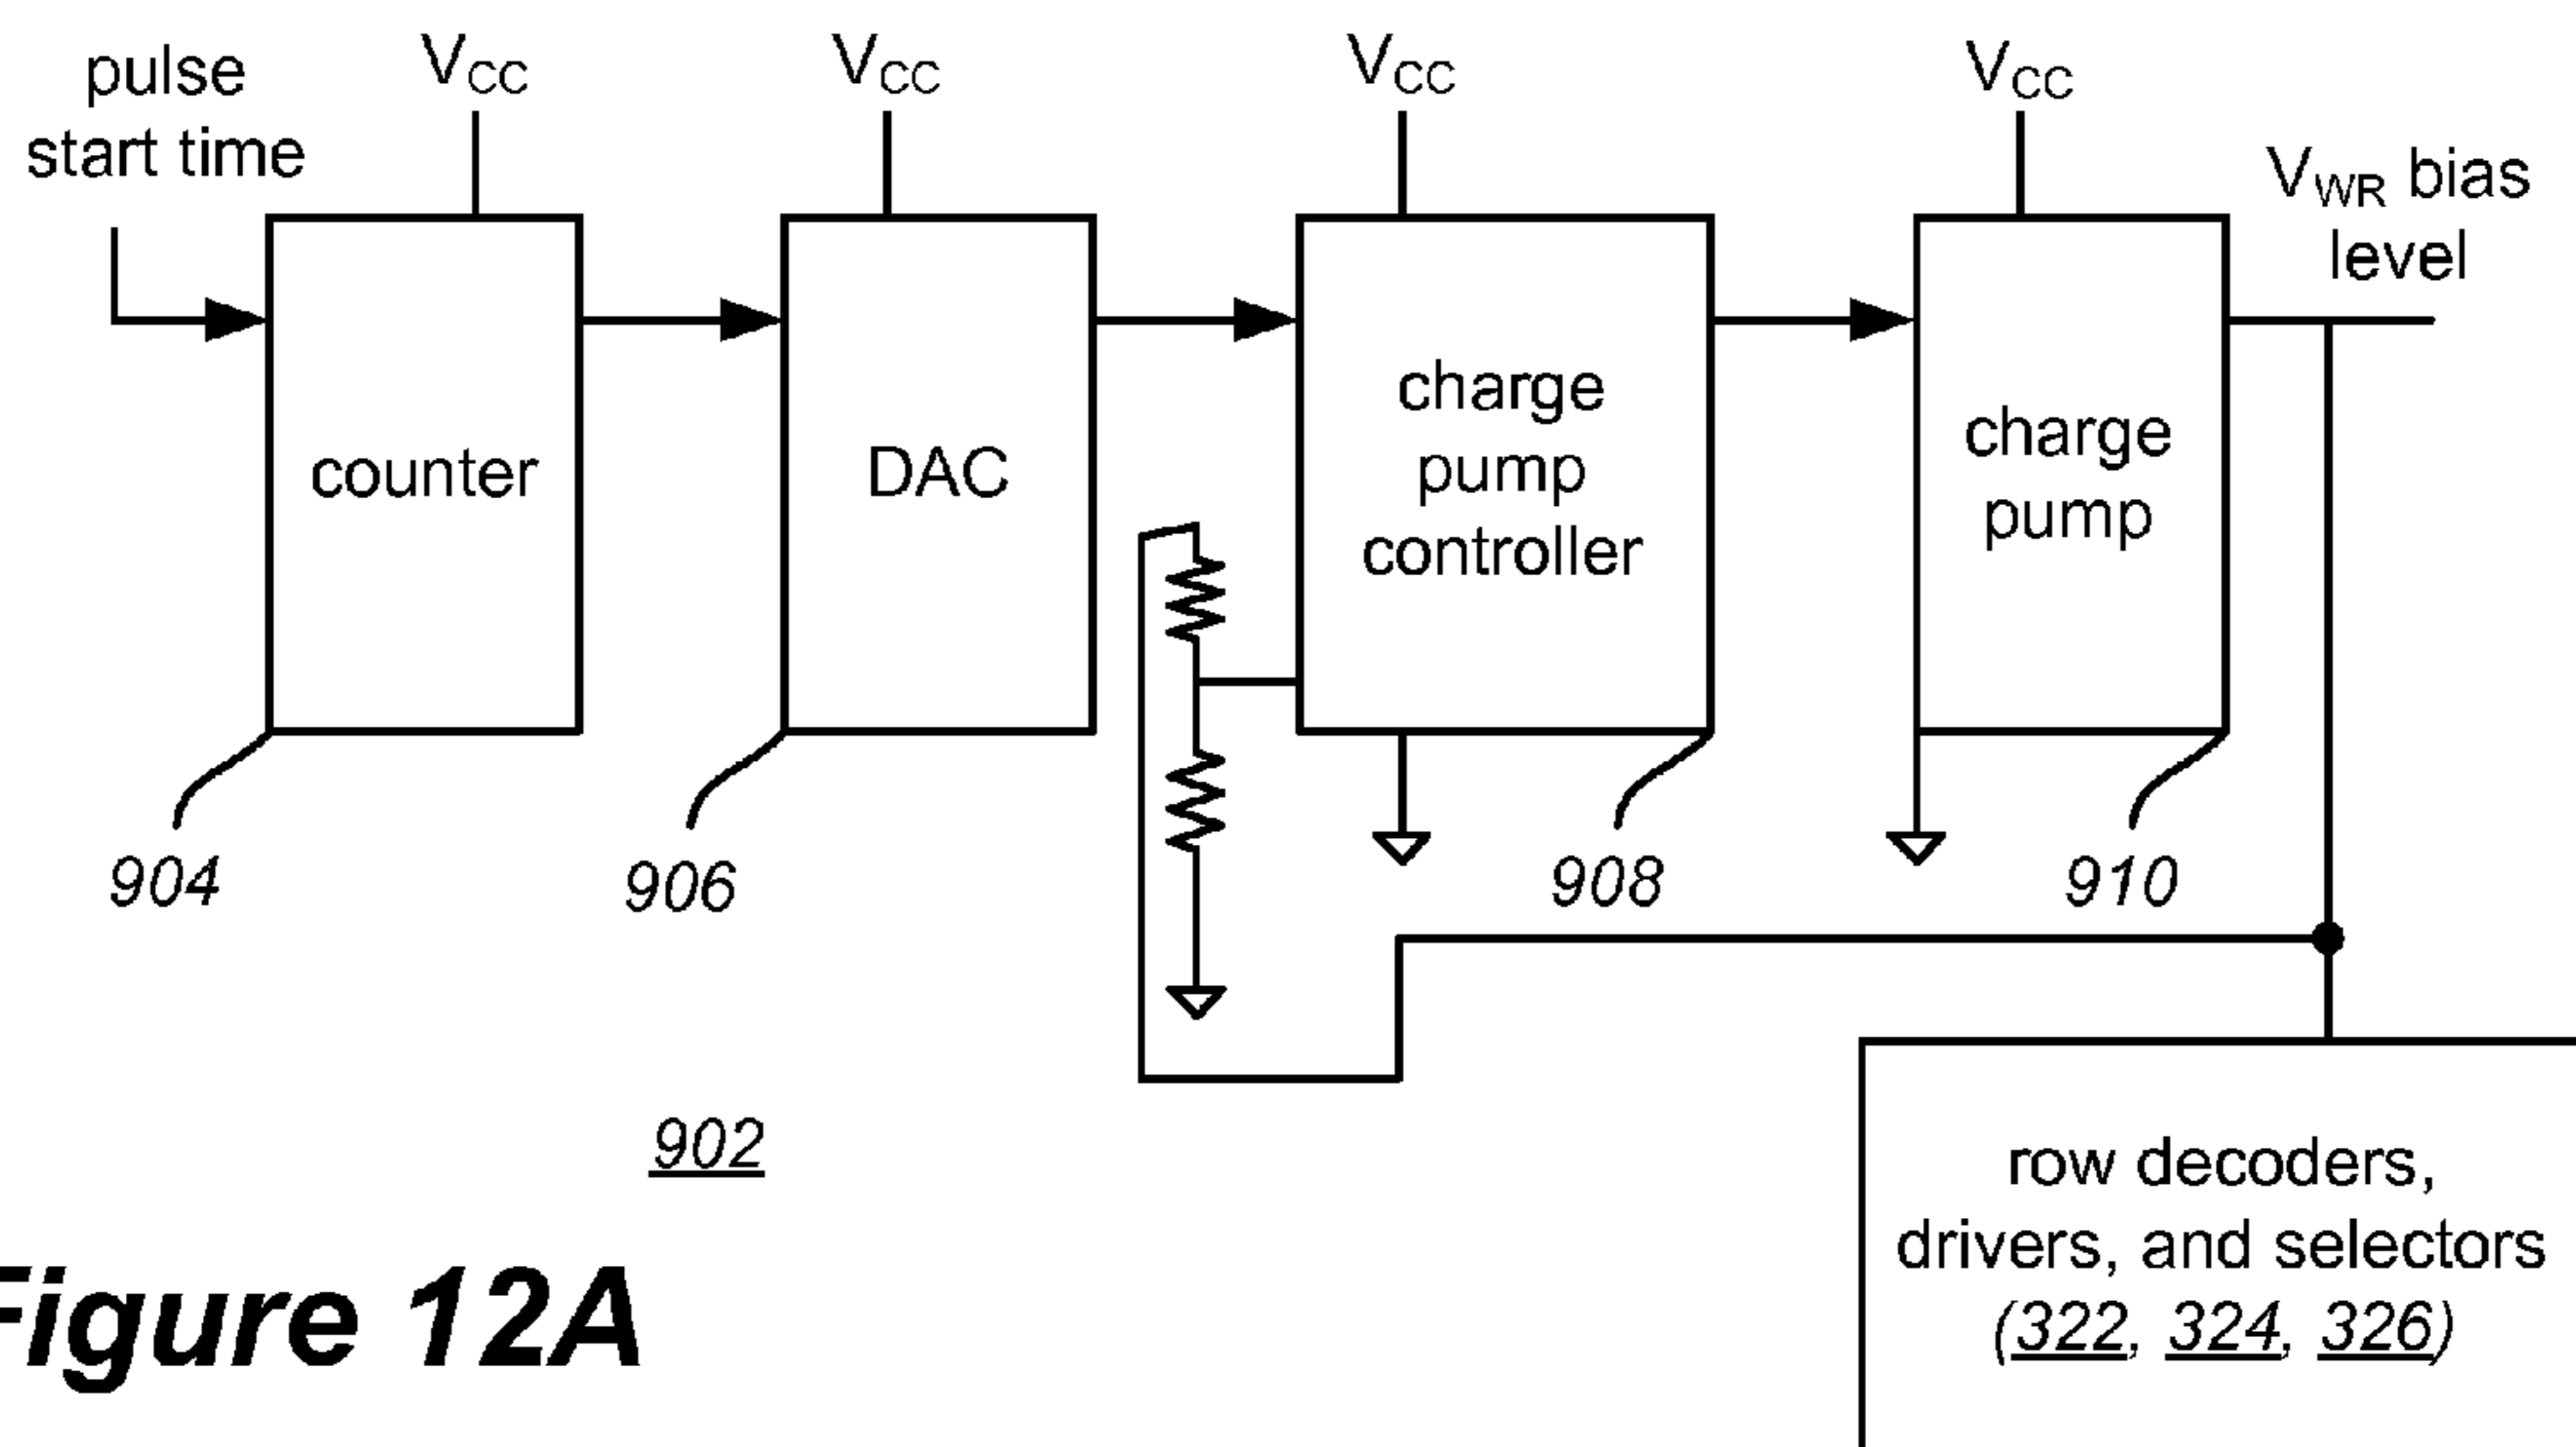 pulse
start time
VCC
VCC
VCC
VCC
VWR bias
level
counter
DAC
charge
pump
controller
charge
pump
904
906
908
910
902
row decoders,
drivers, and selectors
(322, 324, 326)
Figure 12A